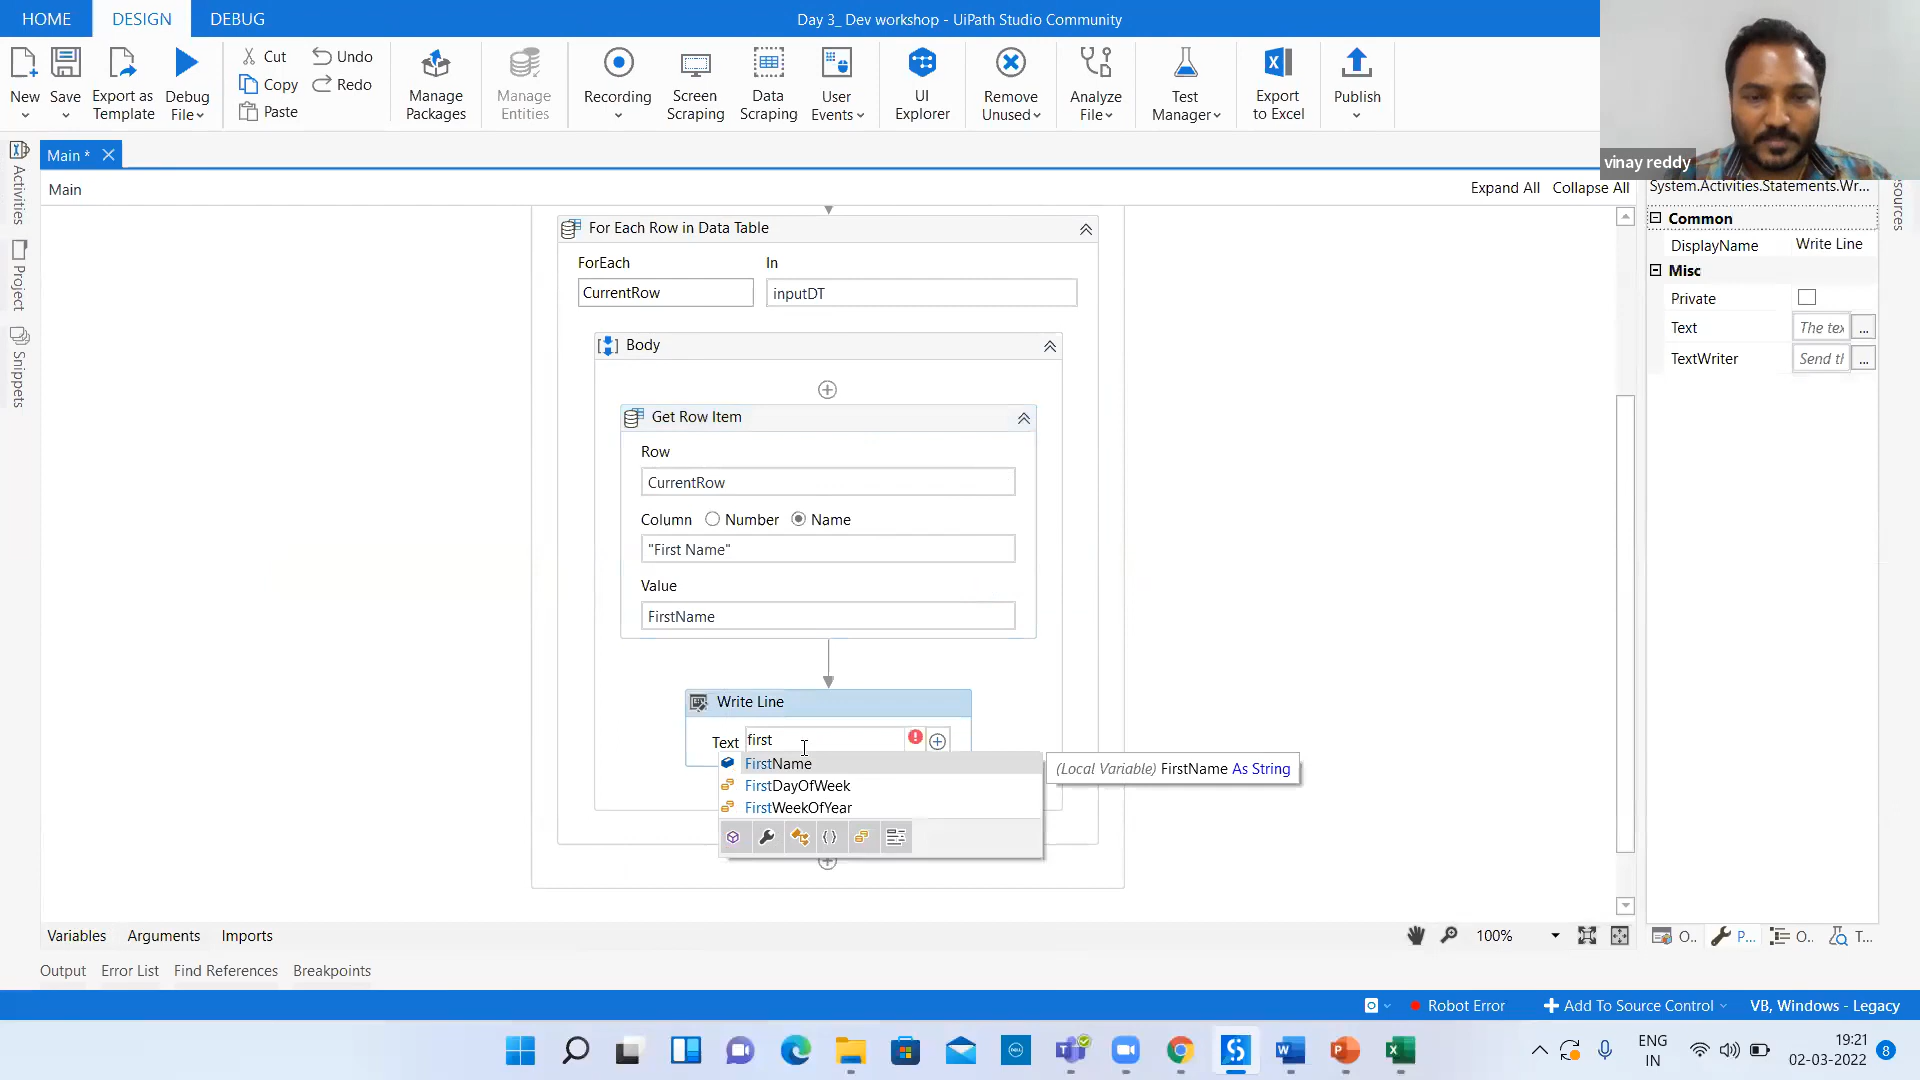 HOME DESIGN DEBUG Day 3_ Dev workshop - UiPath Studio Community
New Save Export as Template Debug File Cut Copy Paste Undo Redo Manage Packages Manage Entities Recording Screen Scraping Data Scraping User Events UI Explorer Remove Unused Analyze File Test Manager Export to Excel Publish
vinay reddy
Main *
Main Expand All Collapse All
System.Activities.Statements.Wr...
Activities
Project
Snippets
For Each Row in Data Table
ForEach In
CurrentRow inputDT
Body
Get Row Item
Row
CurrentRow
Column Number Name
"First Name"
Value
FirstName
Write Line
Text first
FirstName
FirstDayOfWeek
FirstWeekOfYear
(Local Variable) FirstName As String
Common
DisplayName Write Line
Misc
Private
Text The tex ...
TextWriter Send th ...
Variables Arguments Imports 100% O.. P... O.. T...
Output Error List Find References Breakpoints
Robot Error Add To Source Control VB, Windows - Legacy
ENG
IN
19:21
02-03-2022
8